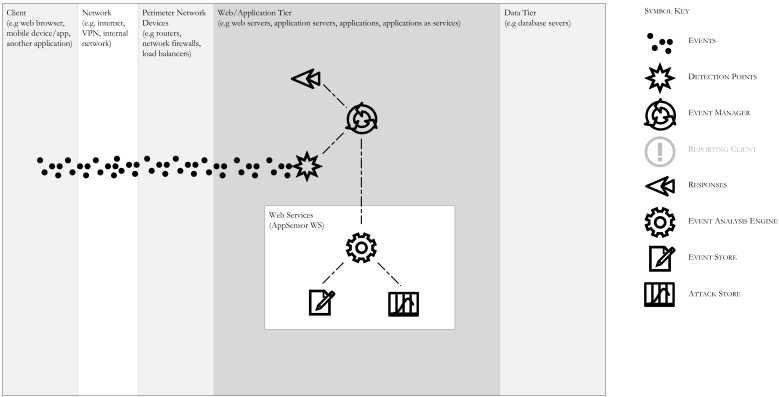 Client
(e.g web browser,
mobile device/app,
another application)
Network
(e.g. internet,
VPN, internal
network)
Perimeter Network
Devices
(e.g routers,
network firewalls,
load balancers)
Web/Application Tier
(e.g web servers, application servers, applications, applications as services)
Data Tier
(e.g database severs)
Web Services
(AppSensor WS)
SYMBOL KEY
EVENTS
DETECTION POINTS
EVENT MANAGER
REPORTING CLIENT
RESPONSES
EVENT ANALYSIS ENGINE
EVENT STORE
ATTACK STORE